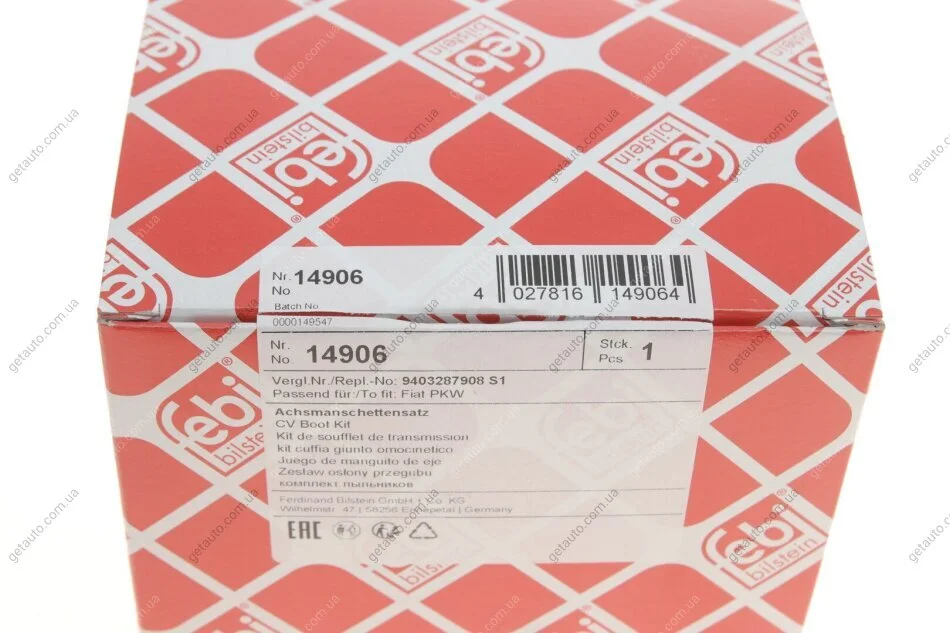 febi
bilstein
®
Nr. 14906
No
Batch No
0000149547
4 027816 149064
Nr.
No. 14906
Stck.
Pcs 1
Vergl.Nr./Repl.-No: 9403287908 S1
Passend für:/To fit: Fiat PKW
Achsmanschettensatz
CV Boot Kit
Kit de soufflet de transmission
kit cuffia giunto omocinetico
Juego de manguito de eje
Zestaw osłony przegubu
комплект пыльников
Ferdinand Bilstein GmbH + Co. KG
Wilhelmstr. 47 | 58256 Ennepetal | Germany
EAC
getauto.com.ua